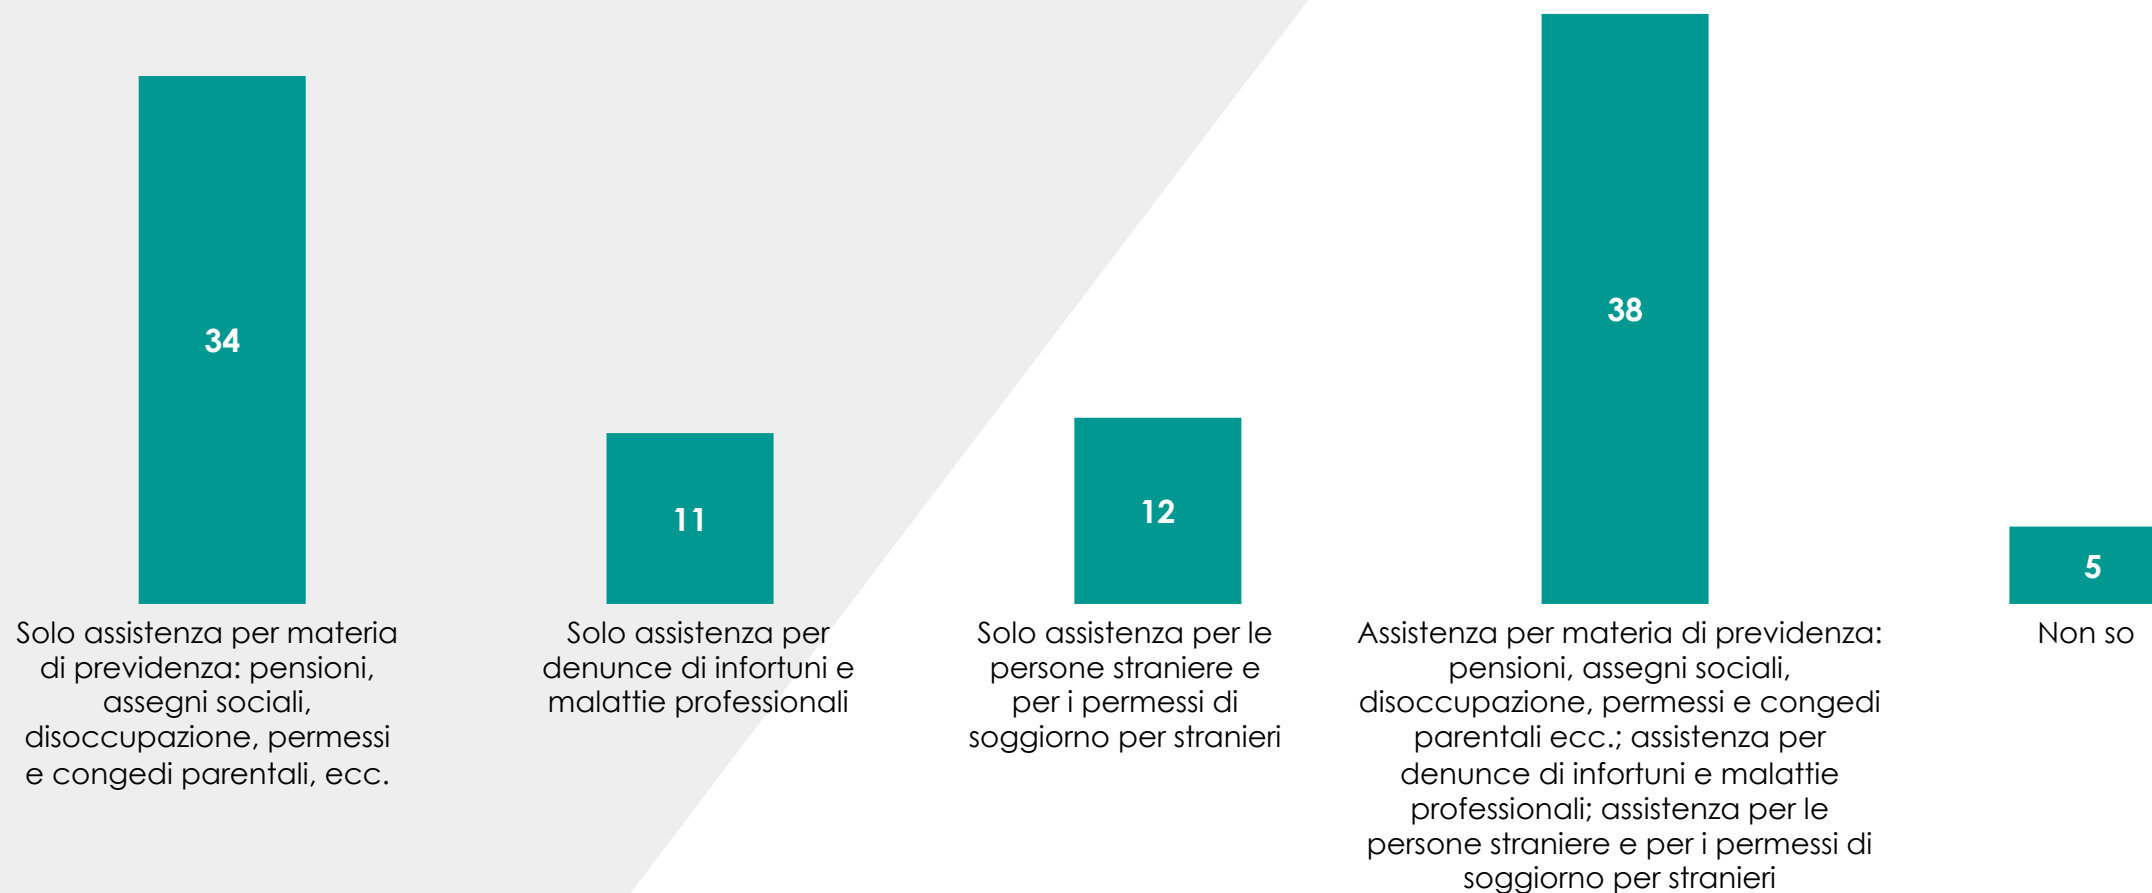 34
11
12
38
5
Solo assistenza per materia
di previdenza: pensioni,
assegni sociali,
disoccupazione, permessi
e congedi parentali, ecc.
Solo assistenza per
denunce di infortuni e
malattie professionali
Solo assistenza per le
persone straniere e
per i permessi di
soggiorno per stranieri
Assistenza per materia di previdenza:
pensioni, assegni sociali,
disoccupazione, permessi e congedi
parentali ecc.; assistenza per
denunce di infortuni e malattie
professionali; assistenza per le
persone straniere e per i permessi di
soggiorno per stranieri
Non so